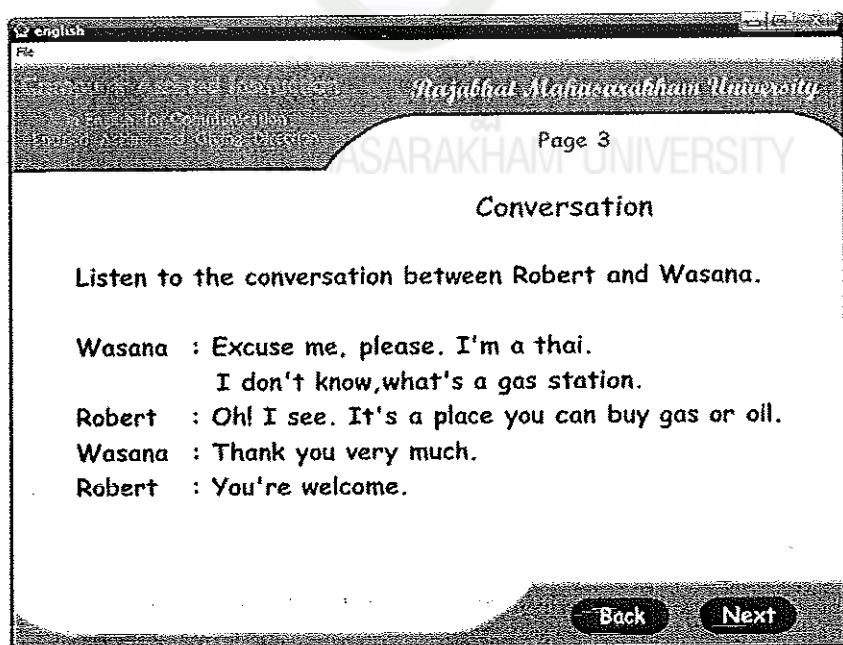 english
File
Rajabhat Mahasarakham University
Page 3
MAHASARAKHAM UNIVERSITY
Conversation
Listen to the conversation between Robert and Wasana.
Wasana : Excuse me, please. I'm a thai.
I don't know,what's a gas station.
Robert : Oh! I see. It's a place you can buy gas or oil.
Wasana : Thank you very much.
Robert : You're welcome.
Back Next